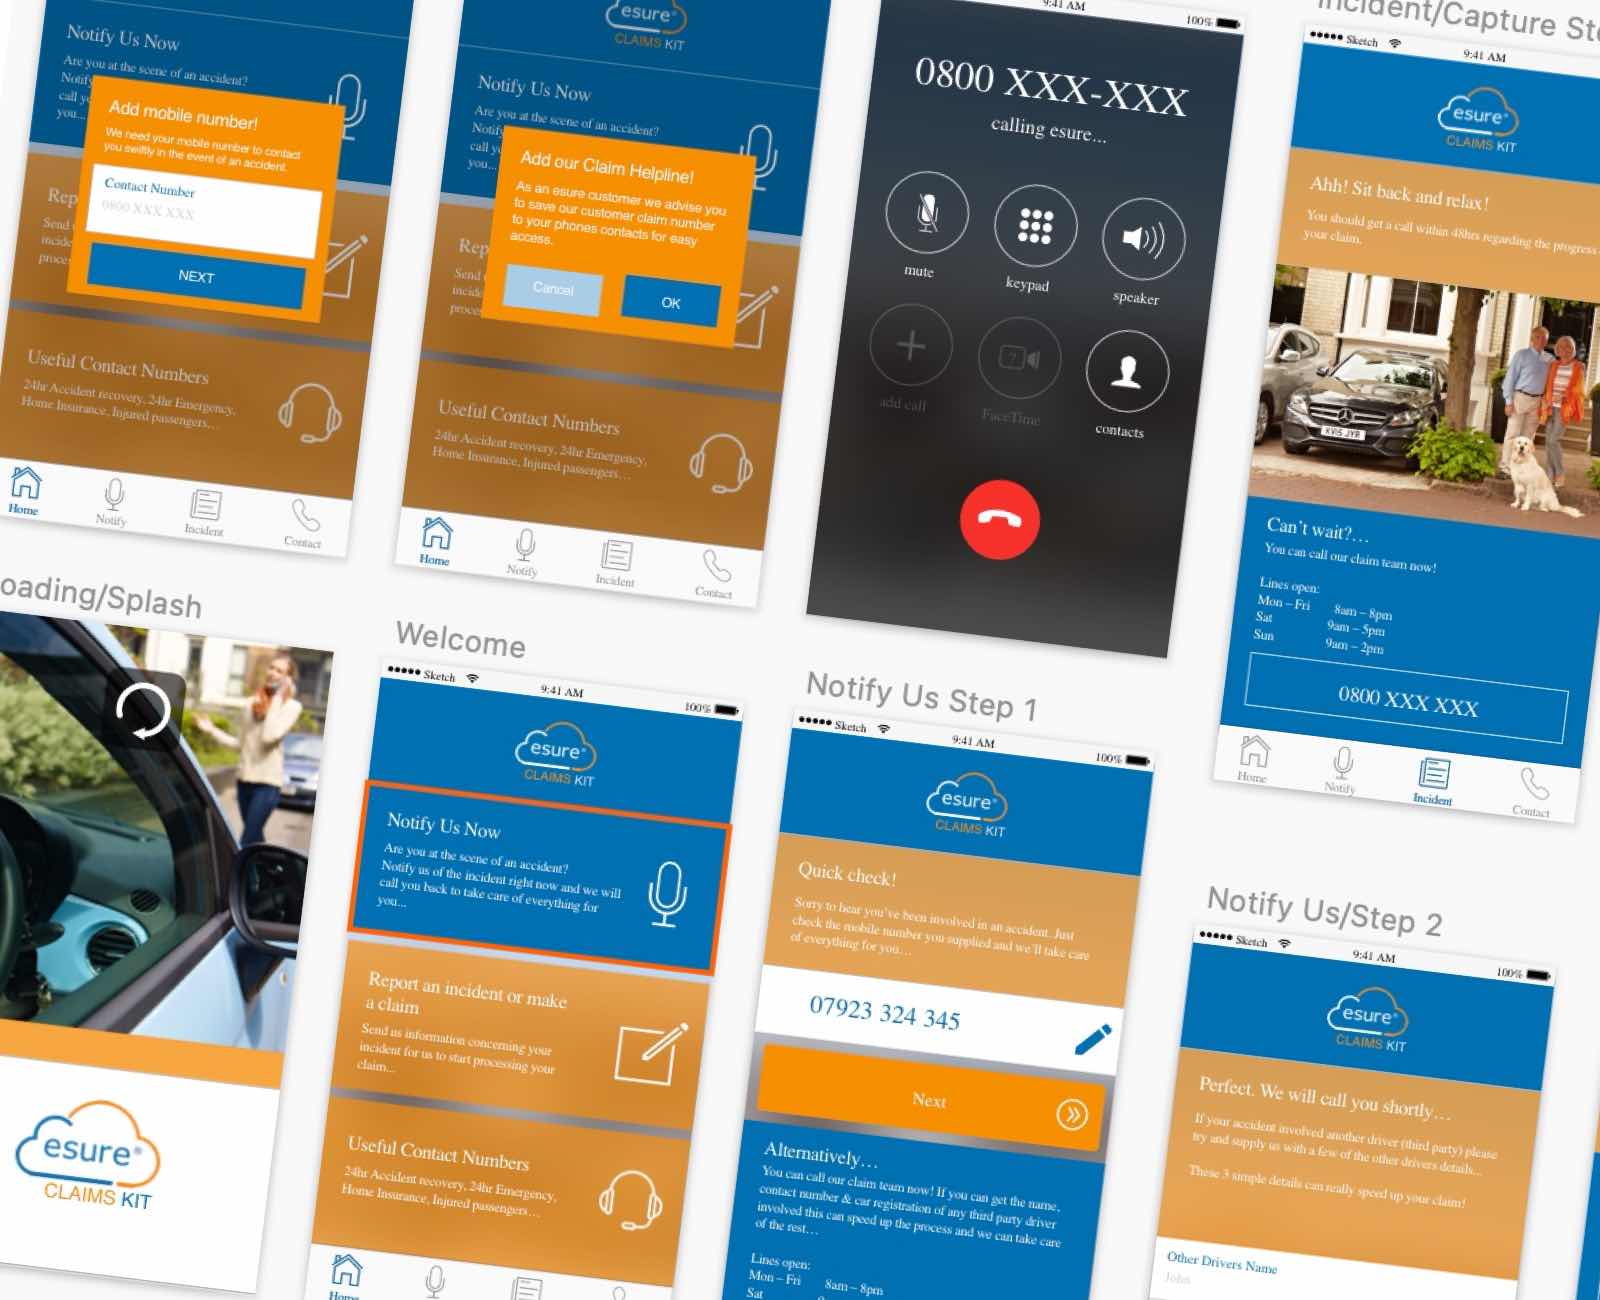 Notify Us Now
Are you at the scene of an accident?
Notify
call
you...
Add mobile number!
We need your mobile number to contact
you swiftly in the event of an accident.
Contact Number
0800 XXX XXX
NEXT
Rep
Send
incide
proces
Useful Contact Numbers
24hr Accident recovery, 24hr Emergency,
Home Insurance, Injured passengers…
Home
Notify
Incident
Contact
esure®
CLAIMS KIT
Notify Us Now
Are you at the scene of an accident?
Notify
call
you...
Add our Claim Helpline!
As an esure customer we advise you
to save our customer claim number
to your phones contacts for easy
access.
Cancel
OK
Rep
Send
incide
proces
Useful Contact Numbers
24hr Accident recovery, 24hr Emergency,
Home Insurance, Injured passengers…
Home
Notify
Incident
Contact
9:41 AM
100%
0800 XXX-XXX
calling esure...
mute
keypad
speaker
add call
FaceTime
contacts
Incident/Capture Ste
Sketch
9:41 AM
esure®
CLAIMS KIT
Ahh! Sit back and relax!
You should get a call within 48hrs regarding the progress
your claim.
KV15 JYR
Can't wait?…
You can call our claim team now!
Lines open:
Mon – Fri 8am – 8pm
Sat 9am – 5pm
Sun 9am – 2pm
0800 XXX XXX
Home
Notify
Incident
Contact
oading/Splash
esure®
CLAIMS KIT
Welcome
Sketch
9:41 AM
100%
esure®
CLAIMS KIT
Notify Us Now
Are you at the scene of an accident?
Notify us of the incident right now and we will
call you back to take care of everything for
you...
Report an incident or make
a claim
Send us information concerning your
incident for us to start processing your
claim...
Useful Contact Numbers
24hr Accident recovery, 24hr Emergency,
Home Insurance, Injured passengers…
Home
Notify Us Step 1
Sketch
9:41 AM
100%
esure®
CLAIMS KIT
Quick check!
Sorry to hear you've been involved in an accident. Just
check the mobile number you supplied and we'll take care
of everything for you…
07923 324 345
Next
Alternatively…
You can call our claim team now! If you can get the name,
contact number & car registration of any third party driver
involved this can speed up the process and we can take care
of the rest…
Lines open:
Mon – Fri 8am – 8pm
Sat
Notify Us/Step 2
Sketch
9:41 AM
100%
esure®
CLAIMS KIT
Perfect. We will call you shortly…
If your accident involved another driver (third party) please
try and supply us with a few of the other drivers details...
These 3 simple details can really speed up your claim!
Other Drivers Name
John